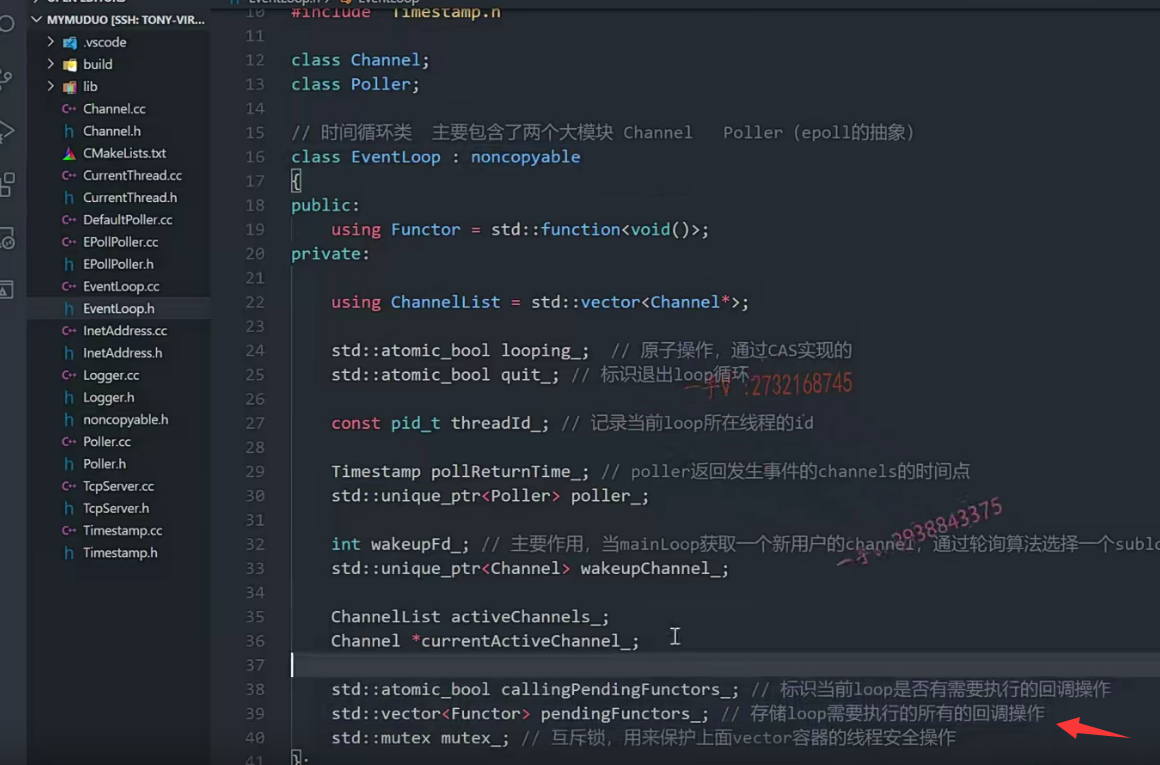 MYMUDUO [SSH: TONY-VIR...
.vscode
build
lib
Channel.cc
Channel.h
CMakeLists.txt
CurrentThread.cc
CurrentThread.h
DefaultPoller.cc
EPollPoller.cc
EPollPoller.h
EventLoop.cc
EventLoop.h
InetAddress.cc
InetAddress.h
Logger.cc
Logger.h
noncopyable.h
Poller.cc
Poller.h
TcpServer.cc
TcpServer.h
Timestamp.cc
Timestamp.h
10 #include "Timestamp.h"
11
12 class Channel;
13 class Poller;
14
15 // 时间循环类 主要包含了两个大模块 Channel Poller（epoll的抽象）
16 class EventLoop : noncopyable
17 {
18 public:
19 using Functor = std::function<void()>;
20 private:
21
22 using ChannelList = std::vector<Channel*>;
23
24 std::atomic_bool looping_; // 原子操作，通过CAS实现的
25 std::atomic_bool quit_; // 标识退出loop循环
26
27 const pid_t threadId_; // 记录当前loop所在线程的id
28
29 Timestamp pollReturnTime_; // poller返回发生事件的channels的时间点
30 std::unique_ptr<Poller> poller_;
31
32 int wakeupFd_; // 主要作用，当mainLoop获取一个新用户的channel，通过轮询算法选择一个sublo
33 std::unique_ptr<Channel> wakeupChannel_;
34
35 ChannelList activeChannels_;
36 Channel *currentActiveChannel_;
37
38 std::atomic_bool callingPendingFunctors_; // 标识当前loop是否有需要执行的回调操作
39 std::vector<Functor> pendingFunctors_; // 存储loop需要执行的所有的回调操作
40 std::mutex mutex_; // 互斥锁，用来保护上面vector容器的线程安全操作
41 };
一手V :2732168745
2938843375